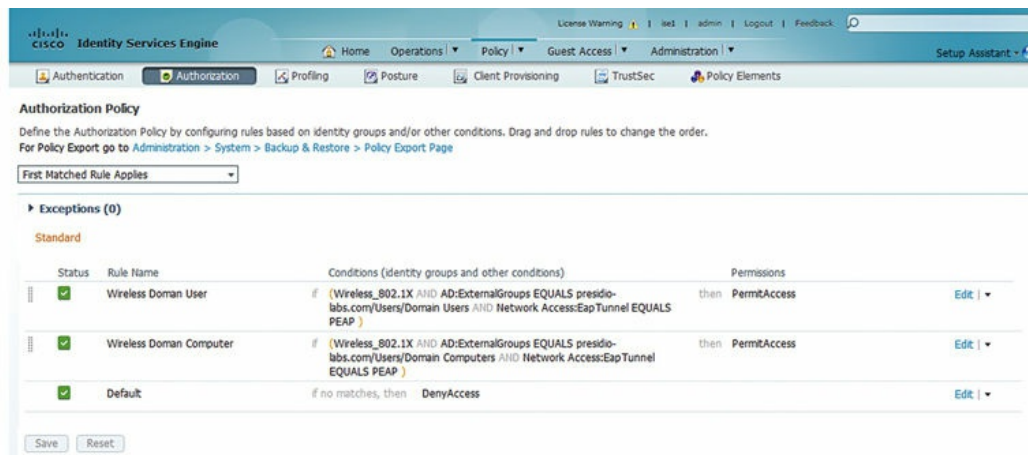 License Warning | ise1 | admin | Logout | Feedback
cisco Identity Services Engine
Home Operations Policy Guest Access Administration Setup Assistant
Authentication Authorization Profiling Posture Client Provisioning TrustSec Policy Elements
Authorization Policy
Define the Authorization Policy by configuring rules based on identity groups and/or other conditions. Drag and drop rules to change the order.
For Policy Export go to Administration > System > Backup & Restore > Policy Export Page
First Matched Rule Applies
Exceptions (0)
Standard
Status Rule Name Conditions (identity groups and other conditions) Permissions
Wireless Doman User if (Wireless_802.1X AND AD:ExternalGroups EQUALS presidio- then PermitAccess Edit |
labs.com/Users/Domain Users AND Network Access:EapTunnel EQUALS
PEAP )
Wireless Doman Computer if (Wireless_802.1X AND AD:ExternalGroups EQUALS presidio- then PermitAccess Edit |
labs.com/Users/Domain Computers AND Network Access:EapTunnel
EQUALS PEAP )
Default if no matches, then DenyAccess Edit |
Save Reset